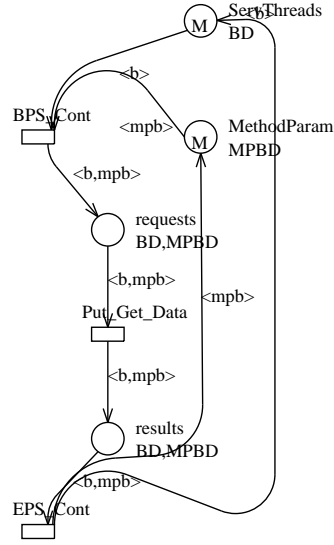 ServThreads
<b>
M
BD
<b>
BPS_Cont
<mpb>
MethodParam
M
MPBD
<b,mpb>
requests
BD,MPBD
<b,mpb>
<mpb>
Put_Get_Data
<b,mpb>
results
BD,MPBD
<b,mpb>
EPS_Cont